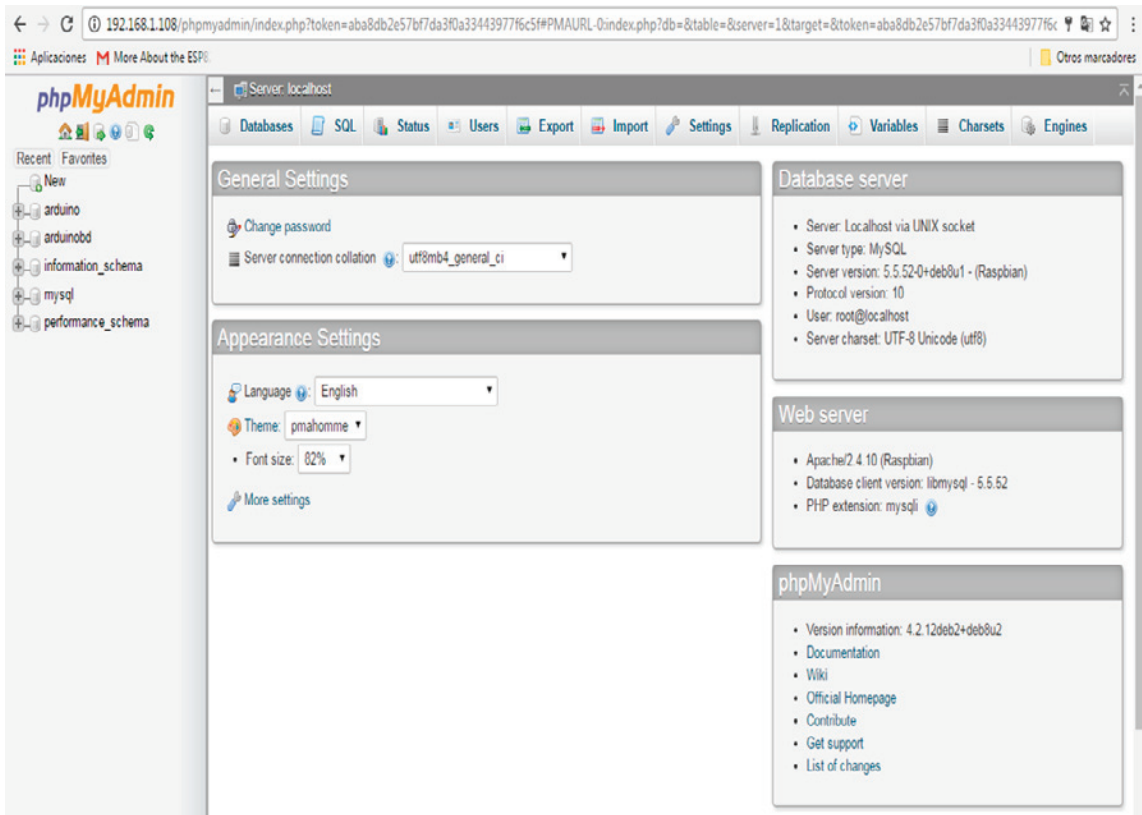 192.168.1.108/phpmyadmin/index.php?token=aba8db2e57bf7da3f0a33443977f6c5f#PMAURL-0:index.php?db=&table=&server=1&target=&token=aba8db2e57bf7da3f0a33443977f6c
Aplicaciones More About the ESP8
Otros marcadores
phpMyAdmin
Recent Favorites
New
arduino
arduinobd
information_schema
mysql
performance_schema
Server: localhost
Databases SQL Status Users Export Import Settings Replication Variables Charsets Engines
General Settings
Change password
Server connection collation : utf8mb4_general_ci
Appearance Settings
Language : English
Theme: pmahomme
• Font size: 82%
More settings
Database server
• Server: Localhost via UNIX socket
• Server type: MySQL
• Server version: 5.5.52-0+deb8u1 - (Raspbian)
• Protocol version: 10
• User: root@localhost
• Server charset: UTF-8 Unicode (utf8)
Web server
• Apache/2.4.10 (Raspbian)
• Database client version: libmysql - 5.5.52
• PHP extension: mysqli
phpMyAdmin
• Version information: 4.2.12deb2+deb8u2
• Documentation
• Wiki
• Official Homepage
• Contribute
• Get support
• List of changes